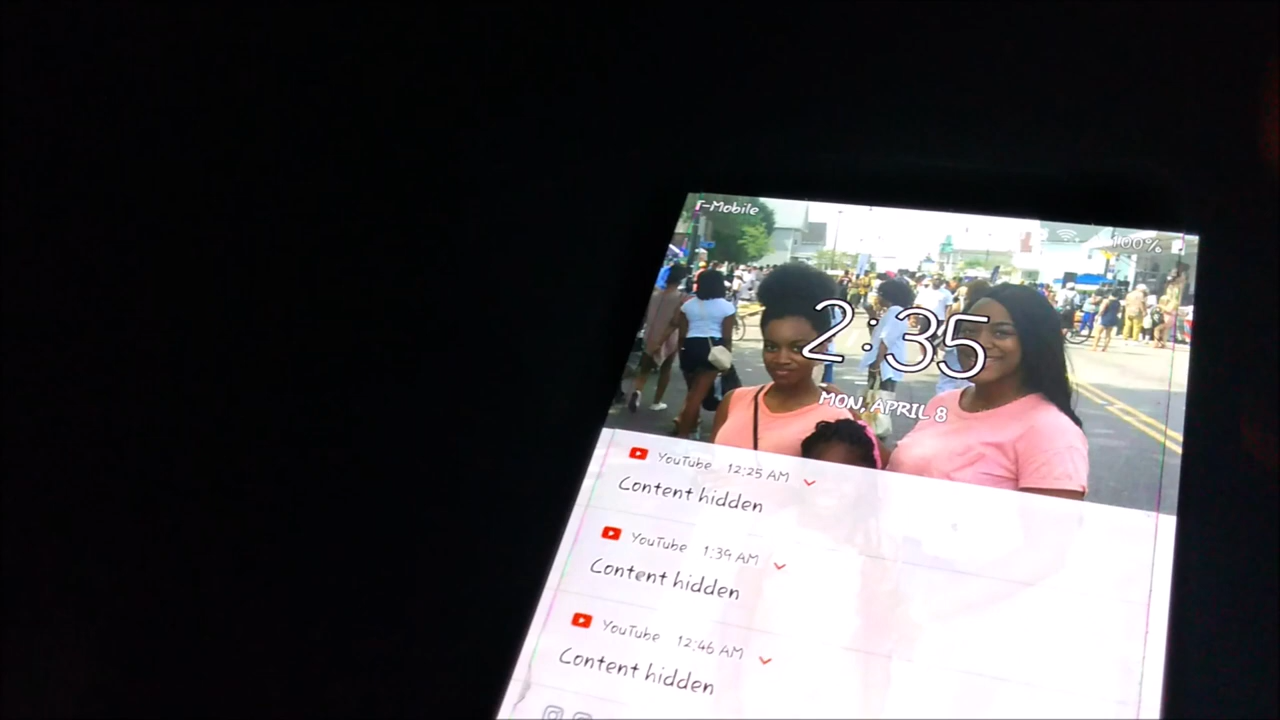 T-Mobile
100%
2:35
MON, APRIL 8
YouTube 12:25 AM
Content hidden
YouTube 1:39 AM
Content hidden
YouTube 12:46 AM
Content hidden